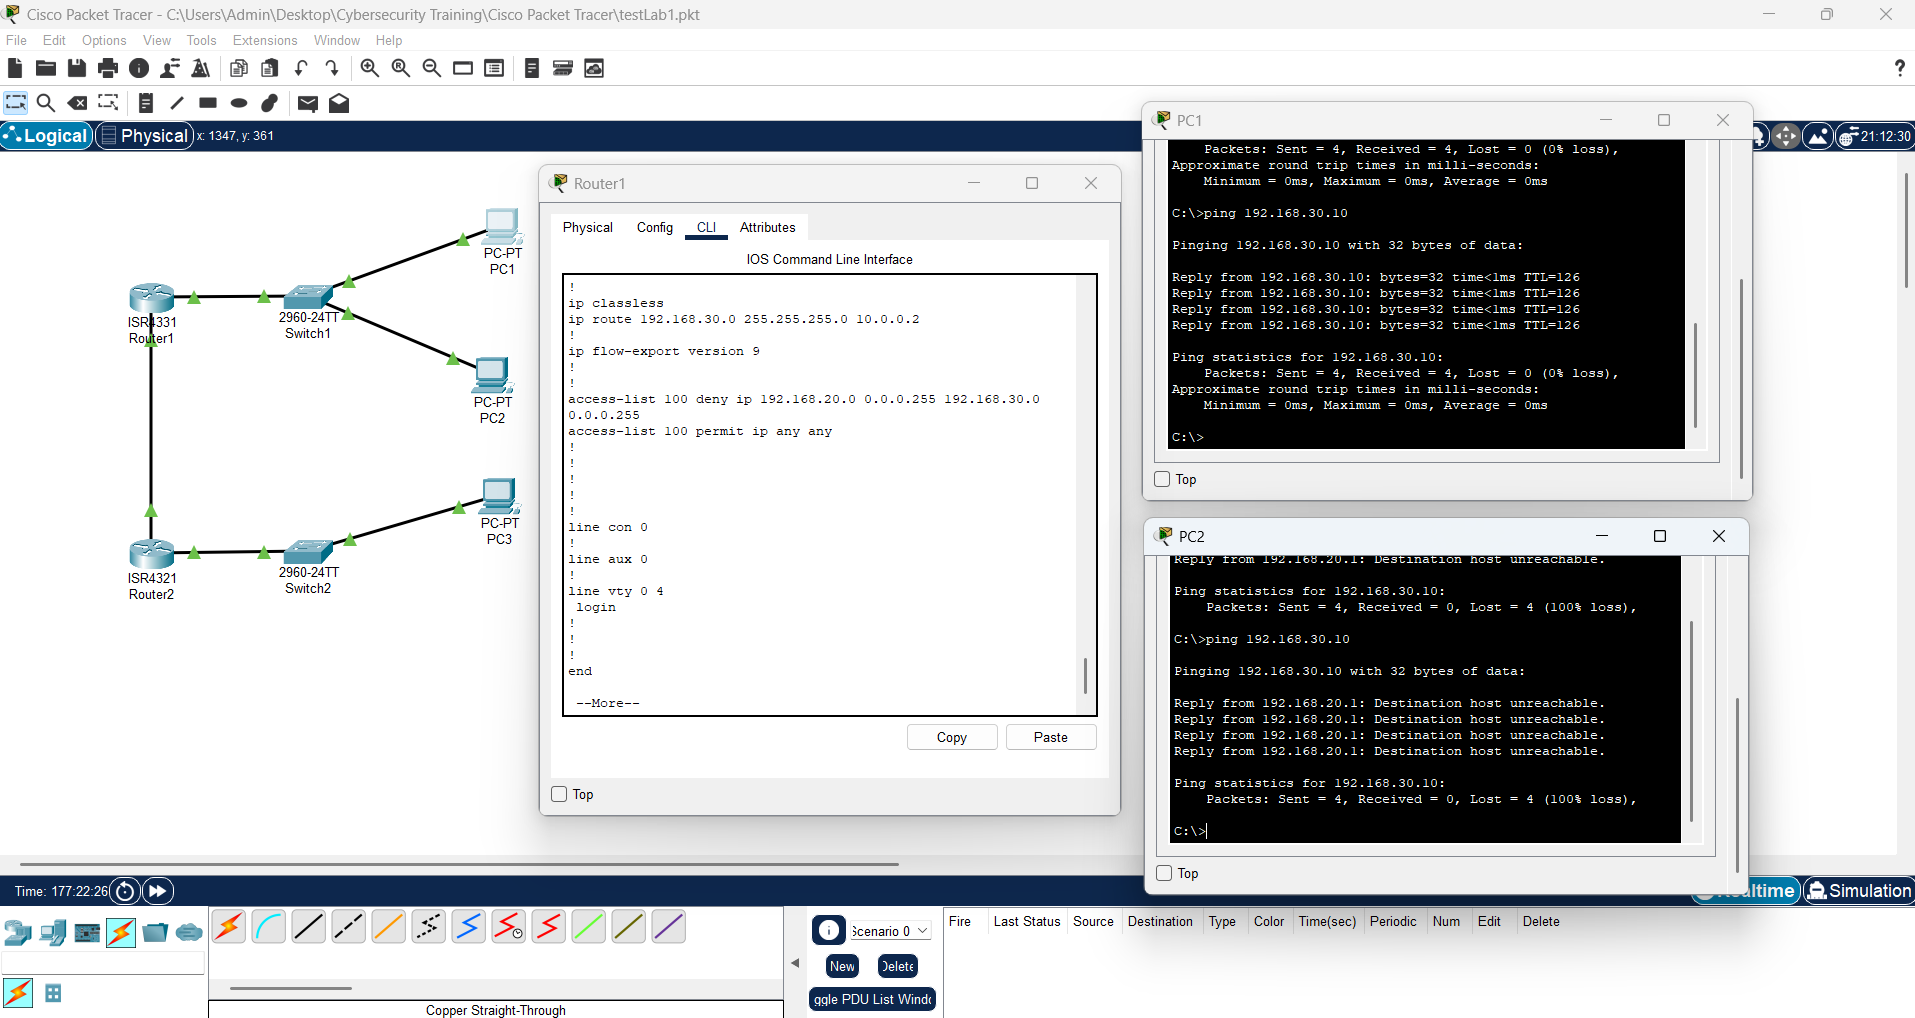 Cisco Packet Tracer - C:\Users\Admin\Desktop\Cybersecurity Training\Cisco Packet Tracer\testLab1.pkt
File Edit Options View Tools Extensions Window Help
?
Logical Physical x: 1347, y: 361
21:12:30
PC-PT
PC1
ISR4331
Router1
2960-24TT
Switch1
PC-PT
PC2
PC-PT
PC3
ISR4321
Router2
2960-24TT
Switch2
Router1
Physical Config CLI Attributes
IOS Command Line Interface
!
ip classless
ip route 192.168.30.0 255.255.255.0 10.0.0.2
!
ip flow-export version 9
!
!
access-list 100 deny ip 192.168.20.0 0.0.0.255 192.168.30.0
0.0.0.255
access-list 100 permit ip any any
!
!
!
!
!
line con 0
!
line aux 0
!
line vty 0 4
login
!
!
!
end
--More--
Copy Paste
Top
PC1
Packets: Sent = 4, Received = 4, Lost = 0 (0% loss),
Approximate round trip times in milli-seconds:
Minimum = 0ms, Maximum = 0ms, Average = 0ms
C:\>ping 192.168.30.10
Pinging 192.168.30.10 with 32 bytes of data:
Reply from 192.168.30.10: bytes=32 time<1ms TTL=126
Reply from 192.168.30.10: bytes=32 time<1ms TTL=126
Reply from 192.168.30.10: bytes=32 time<1ms TTL=126
Reply from 192.168.30.10: bytes=32 time<1ms TTL=126
Ping statistics for 192.168.30.10:
Packets: Sent = 4, Received = 4, Lost = 0 (0% loss),
Approximate round trip times in milli-seconds:
Minimum = 0ms, Maximum = 0ms, Average = 0ms
C:\>
Top
PC2
Reply from 192.168.20.1: Destination host unreachable.
Ping statistics for 192.168.30.10:
Packets: Sent = 4, Received = 0, Lost = 4 (100% loss),
C:\>ping 192.168.30.10
Pinging 192.168.30.10 with 32 bytes of data:
Reply from 192.168.20.1: Destination host unreachable.
Reply from 192.168.20.1: Destination host unreachable.
Reply from 192.168.20.1: Destination host unreachable.
Reply from 192.168.20.1: Destination host unreachable.
Ping statistics for 192.168.30.10:
Packets: Sent = 4, Received = 0, Lost = 4 (100% loss),
C:\>
Top
Time: 177:22:26
ltime Simulation
Scenario 0
New Delete
ggle PDU List Windo
Fire Last Status Source Destination Type Color Time(sec) Periodic Num Edit Delete
Copper Straight-Through